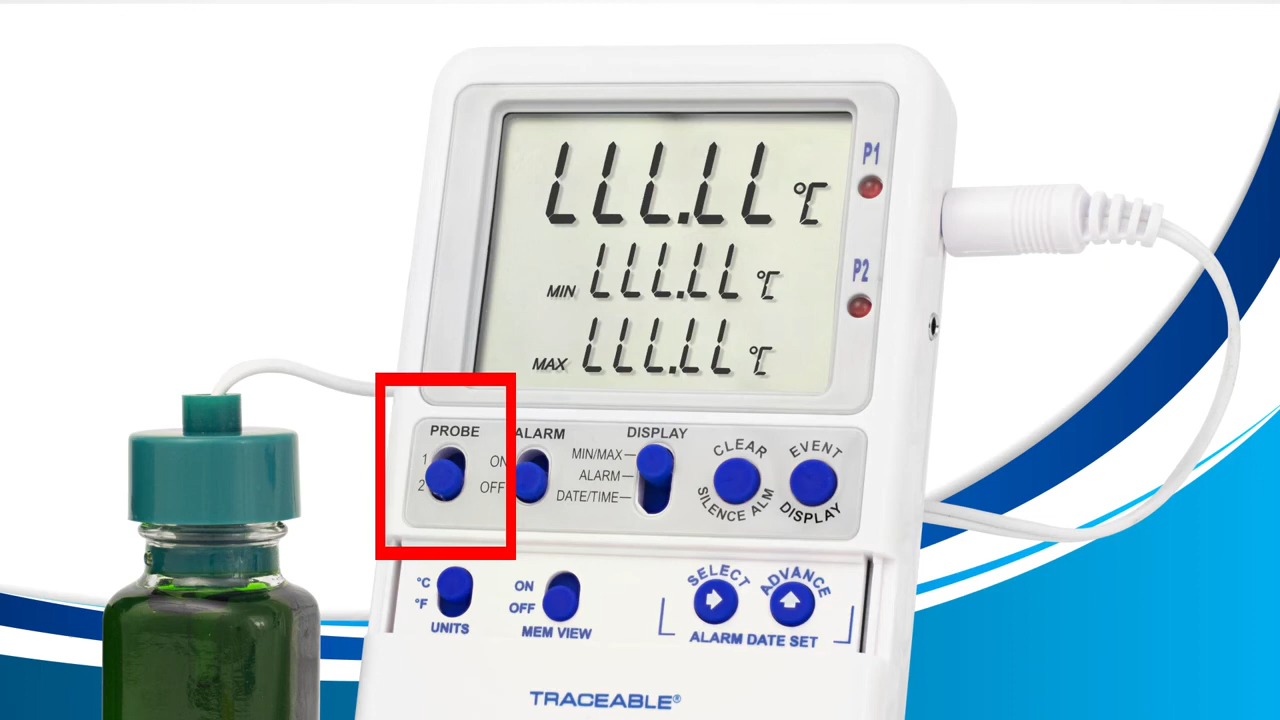 LLL.LL °C
P1
MIN LLL.LL °C
P2
MAX LLL.LL °C
PROBE
1
2
ALARM
ON
OFF
DISPLAY
MIN/MAX
ALARM
DATE/TIME
CLEAR
SILENCE ALM
EVENT
DISPLAY
°C
°F
UNITS
ON
OFF
MEM VIEW
SELECT
ADVANCE
ALARM DATE SET
TRACEABLE®